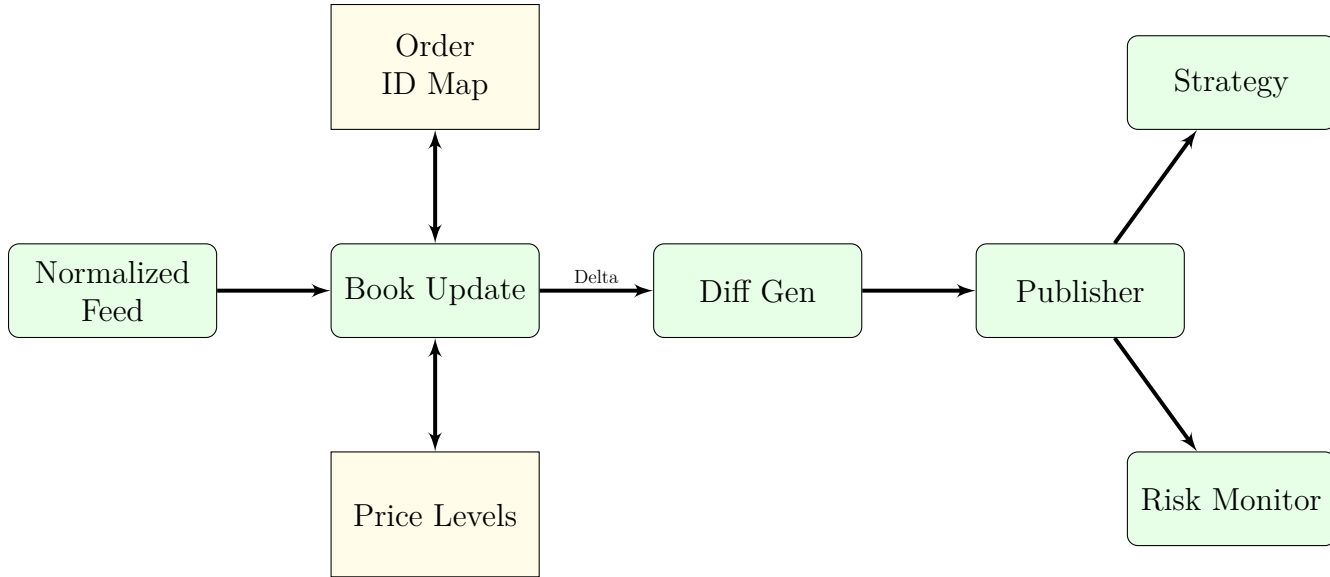 Order
ID Map
Strategy
Normalized
Feed
Book Update
Delta
Diff Gen
Publisher
Price Levels
Risk Monitor